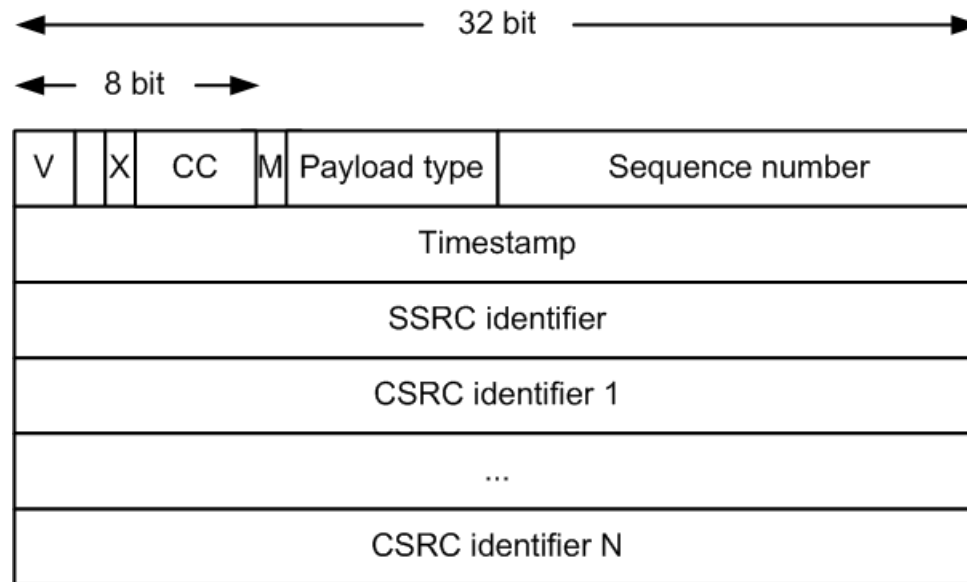 32 bit
8 bit
V X CC M Payload type Sequence number
Timestamp
SSRC identifier
CSRC identifier 1
...
CSRC identifier N